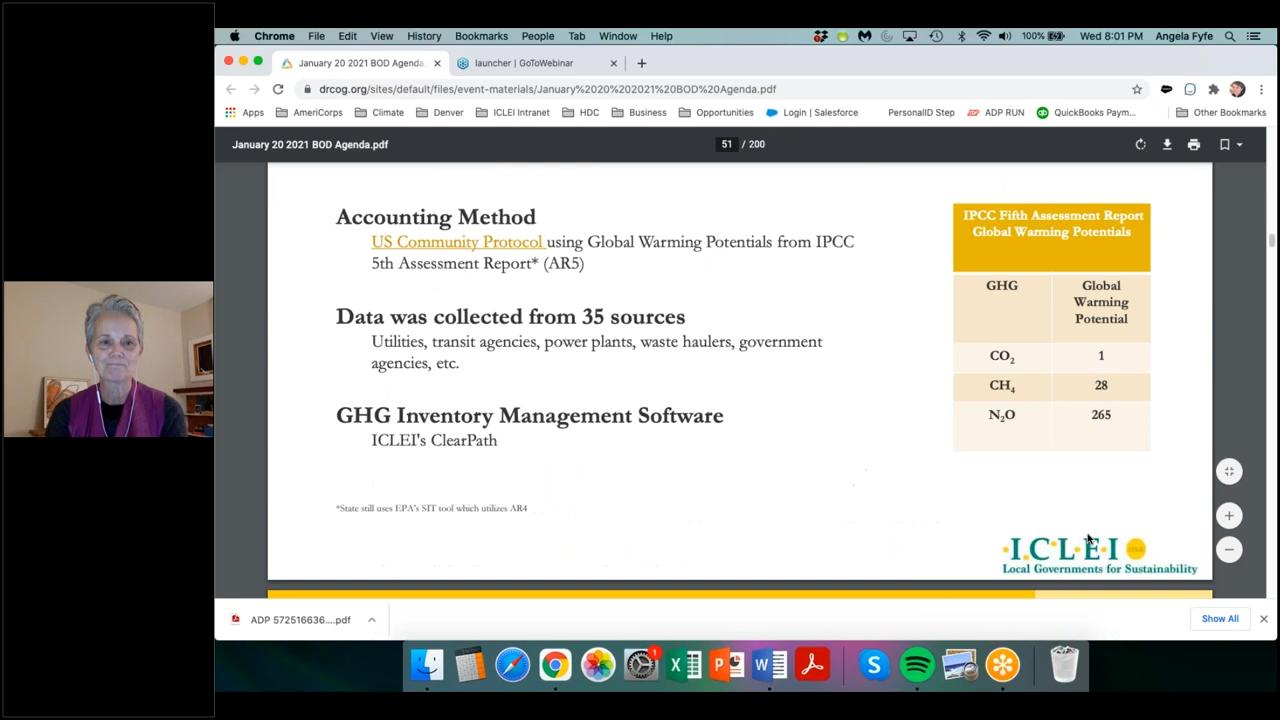 Chrome File Edit View History Bookmarks People Tab Window Help 100% Wed 8:01 PM Angela Fyfe
January 20 2021 BOD Agenda. launcher | GoToWebinar
drcog.org/sites/default/files/event-materials/January%2020%202021%20BOD%20Agenda.pdf
Apps AmeriCorps Climate Denver ICLEI Intranet HDC Business Opportunities Login | Salesforce PersonalID Step ADP RUN QuickBooks Paym... Other Bookmarks
January 20 2021 BOD Agenda.pdf 51 / 200
Accounting Method
US Community Protocol using Global Warming Potentials from IPCC
5th Assessment Report* (AR5)
Data was collected from 35 sources
Utilities, transit agencies, power plants, waste haulers, government
agencies, etc.
GHG Inventory Management Software
ICLEI's ClearPath
*State still uses EPA's SIT tool which utilizes AR4
IPCC Fifth Assessment Report
Global Warming Potentials
GHG Global
Warming
Potential
CO₂ 1
CH₄ 28
N₂O 265
I.C.L.E.I
Local Governments for Sustainability
ADP 572516636....pdf Show All
1